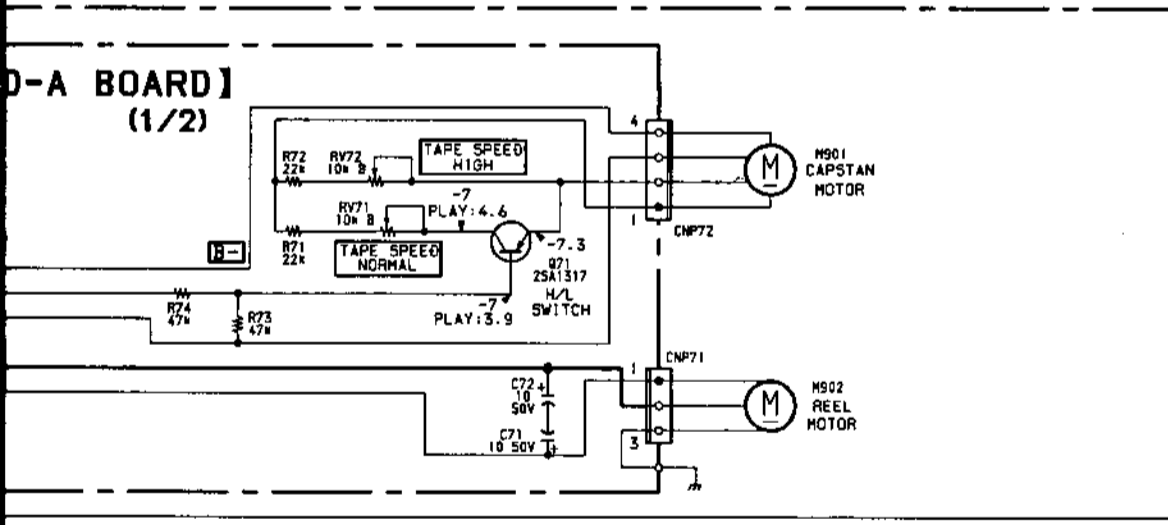 D-A BOARD】
(1/2)
R72
22k
RV72
10k B
TAPE SPEED
HIGH
-7
PLAY:4.6
RV71
10k B
R71
22k
TAPE SPEED
NORMAL
B-
-7.3
Q71
2SA1317
H/L
SWITCH
-7
PLAY:3.9
R74
47k
R73
47k
4
1
CNP72
M
M901
CAPSTAN
MOTOR
C72
+
10
50V
C71
10 50V
+
1
3
CNP71
M
M902
REEL
MOTOR